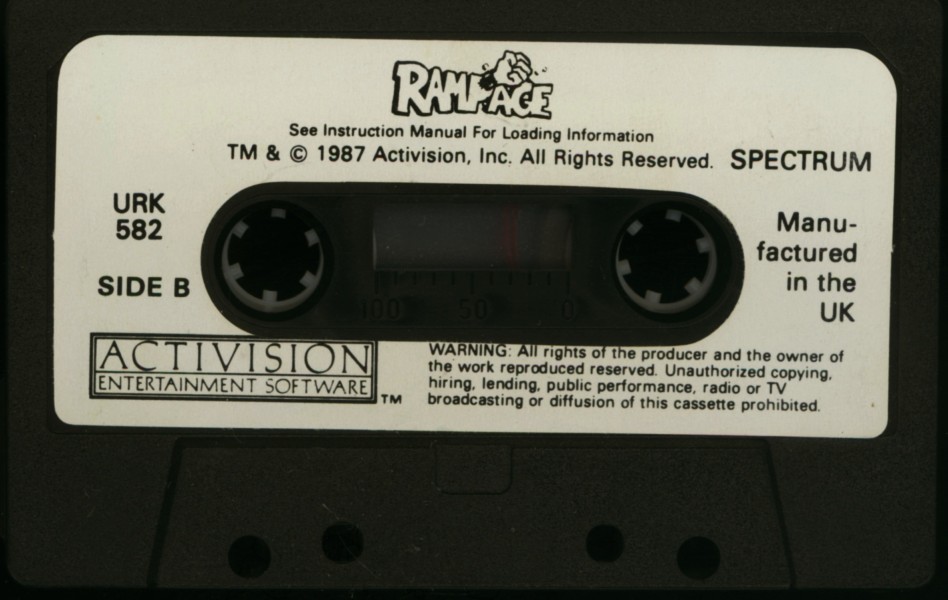 RAMPAGE
See Instruction Manual For Loading Information
TM & © 1987 Activision, Inc. All Rights Reserved. SPECTRUM
URK
582
SIDE B
Manu-
factured
in the
UK
100 50 0
ACTIVISION
ENTERTAINMENT SOFTWARE
TM
WARNING: All rights of the producer and the owner of
the work reproduced reserved. Unauthorized copying,
hiring, lending, public performance, radio or TV
broadcasting or diffusion of this cassette prohibited.